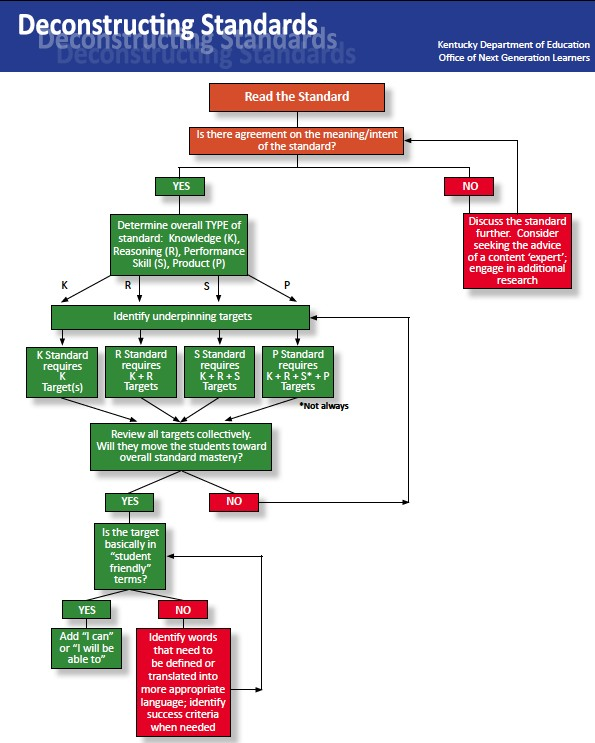 Deconstructing Standards
Deconstructing Standards
Deconstructing Standards
Kentucky Department of Education
Office of Next Generation Learners
Read the Standard
Is there agreement on the meaning/intent
of the standard?
YES
NO
Determine overall TYPE of
standard: Knowledge (K),
Reasoning (R), Performance
Skill (S), Product (P)
Discuss the standard
further. Consider
seeking the advice
of a content ‘expert’;
engage in additional
research
K
R
S
P
Identify underpinning targets
K Standard
requires
K
Target(s)
R Standard
requires
K + R
Targets
S Standard
requires
K + R + S
Targets
P Standard
requires
K + R + S* + P
Targets
*Not always
Review all targets collectively.
Will they move the students toward
overall standard mastery?
YES
NO
Is the target
basically in
“student
friendly”
terms?
YES
NO
Add “I can”
or “I will be
able to”
Identify words
that need to
be defined or
translated into
more appropriate
language; identify
success criteria
when needed